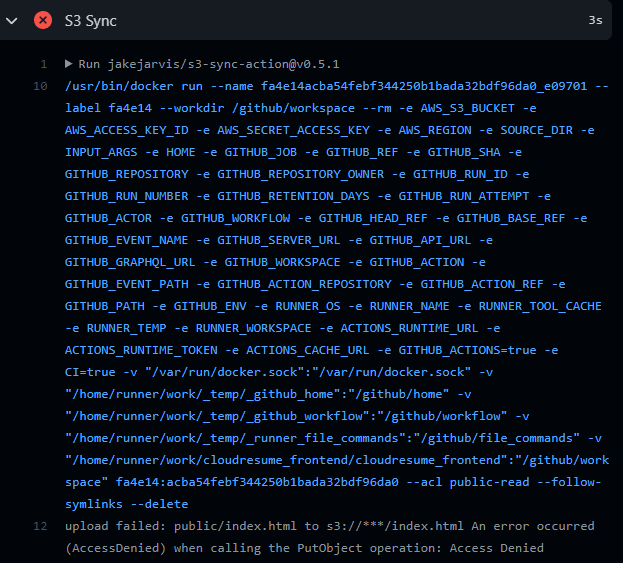 S3 Sync 3s
1 Run jakejarvis/s3-sync-action@v0.5.1
10 /usr/bin/docker run --name fa4e14acba54febf344250b1bada32bdf96da0_e09701 --
label fa4e14 --workdir /github/workspace --rm -e AWS_S3_BUCKET -e
AWS_ACCESS_KEY_ID -e AWS_SECRET_ACCESS_KEY -e AWS_REGION -e SOURCE_DIR -e
INPUT_ARGS -e HOME -e GITHUB_JOB -e GITHUB_REF -e GITHUB_SHA -e
GITHUB_REPOSITORY -e GITHUB_REPOSITORY_OWNER -e GITHUB_RUN_ID -e
GITHUB_RUN_NUMBER -e GITHUB_RETENTION_DAYS -e GITHUB_RUN_ATTEMPT -e
GITHUB_ACTOR -e GITHUB_WORKFLOW -e GITHUB_HEAD_REF -e GITHUB_BASE_REF -e
GITHUB_EVENT_NAME -e GITHUB_SERVER_URL -e GITHUB_API_URL -e
GITHUB_GRAPHQL_URL -e GITHUB_WORKSPACE -e GITHUB_ACTION -e
GITHUB_EVENT_PATH -e GITHUB_ACTION_REPOSITORY -e GITHUB_ACTION_REF -e
GITHUB_PATH -e GITHUB_ENV -e RUNNER_OS -e RUNNER_NAME -e RUNNER_TOOL_CACHE
-e RUNNER_TEMP -e RUNNER_WORKSPACE -e ACTIONS_RUNTIME_URL -e
ACTIONS_RUNTIME_TOKEN -e ACTIONS_CACHE_URL -e GITHUB_ACTIONS=true -e
CI=true -v "/var/run/docker.sock":"/var/run/docker.sock" -v
"/home/runner/work/_temp/_github_home":"/github/home" -v
"/home/runner/work/_temp/_github_workflow":"/github/workflow" -v
"/home/runner/work/_temp/_runner_file_commands":"/github/file_commands" -v
"/home/runner/work/cloudresume_frontend/cloudresume_frontend":"/github/work
space" fa4e14:acba54febf344250b1bada32bdf96da0 --acl public-read --follow-
symlinks --delete
12 upload failed: public/index.html to s3://***/index.html An error occurred
(AccessDenied) when calling the PutObject operation: Access Denied